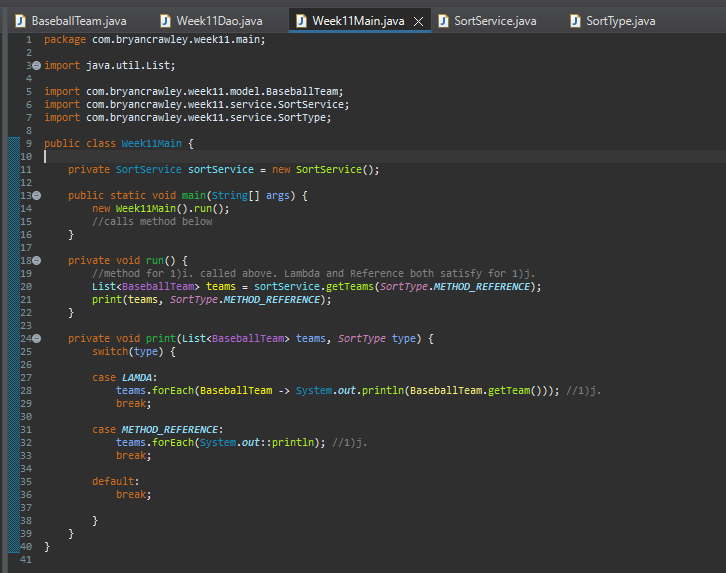 BaseballTeam.java Week11Dao.java Week11Main.java SortService.java SortType.java
1 package com.bryancrawley.week11.main;
2
3 import java.util.List;
4
5 import com.bryancrawley.week11.model.BaseballTeam;
6 import com.bryancrawley.week11.service.SortService;
7 import com.bryancrawley.week11.service.SortType;
8
9 public class Week11Main {
10
11     private SortService sortService = new SortService();
12
13     public static void main(String[] args) {
14         new Week11Main().run();
15         //calls method below
16     }
17
18     private void run() {
19         //method for 1)i. called above. Lambda and Reference both satisfy for 1)j.
20         List<BaseballTeam> teams = sortService.getTeams(SortType.METHOD_REFERENCE);
21         print(teams, SortType.METHOD_REFERENCE);
22     }
23
24     private void print(List<BaseballTeam> teams, SortType type) {
25         switch(type) {
26
27         case LAMDA:
28             teams.forEach(BaseballTeam -> System.out.println(BaseballTeam.getTeam())); //1)j.
29             break;
30
31         case METHOD_REFERENCE:
32             teams.forEach(System.out::println); //1)j.
33             break;
34
35         default:
36             break;
37
38         }
39     }
40 }
41